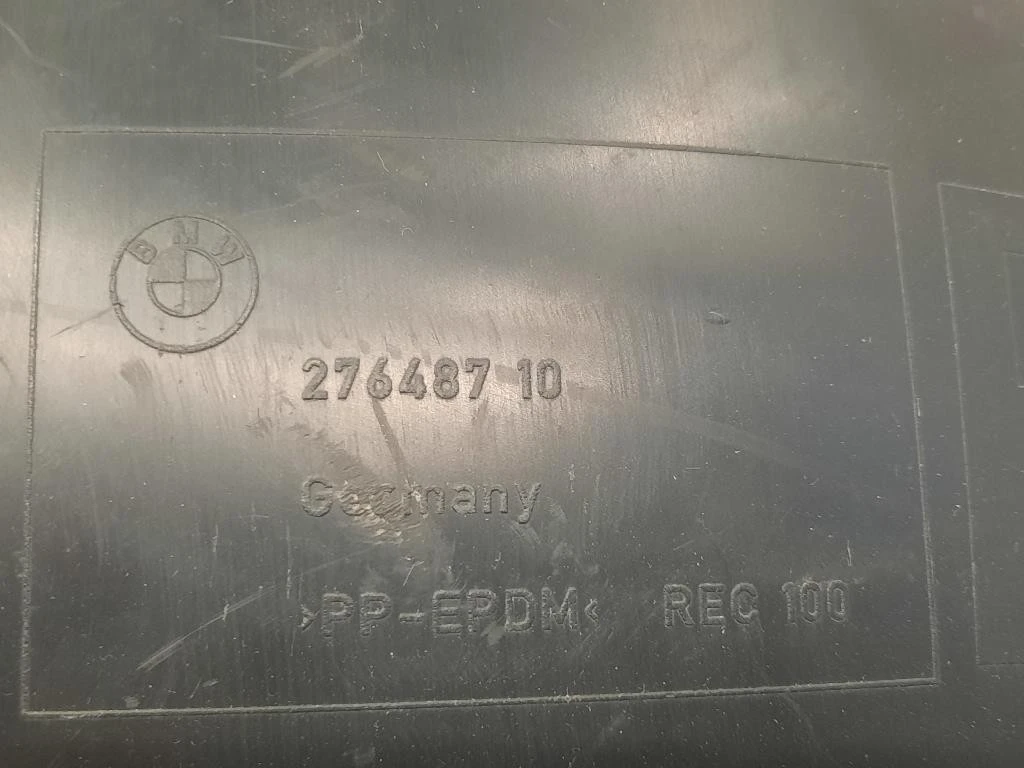 BMW
276487 10
Germany
>PP-EPDM< REC 100